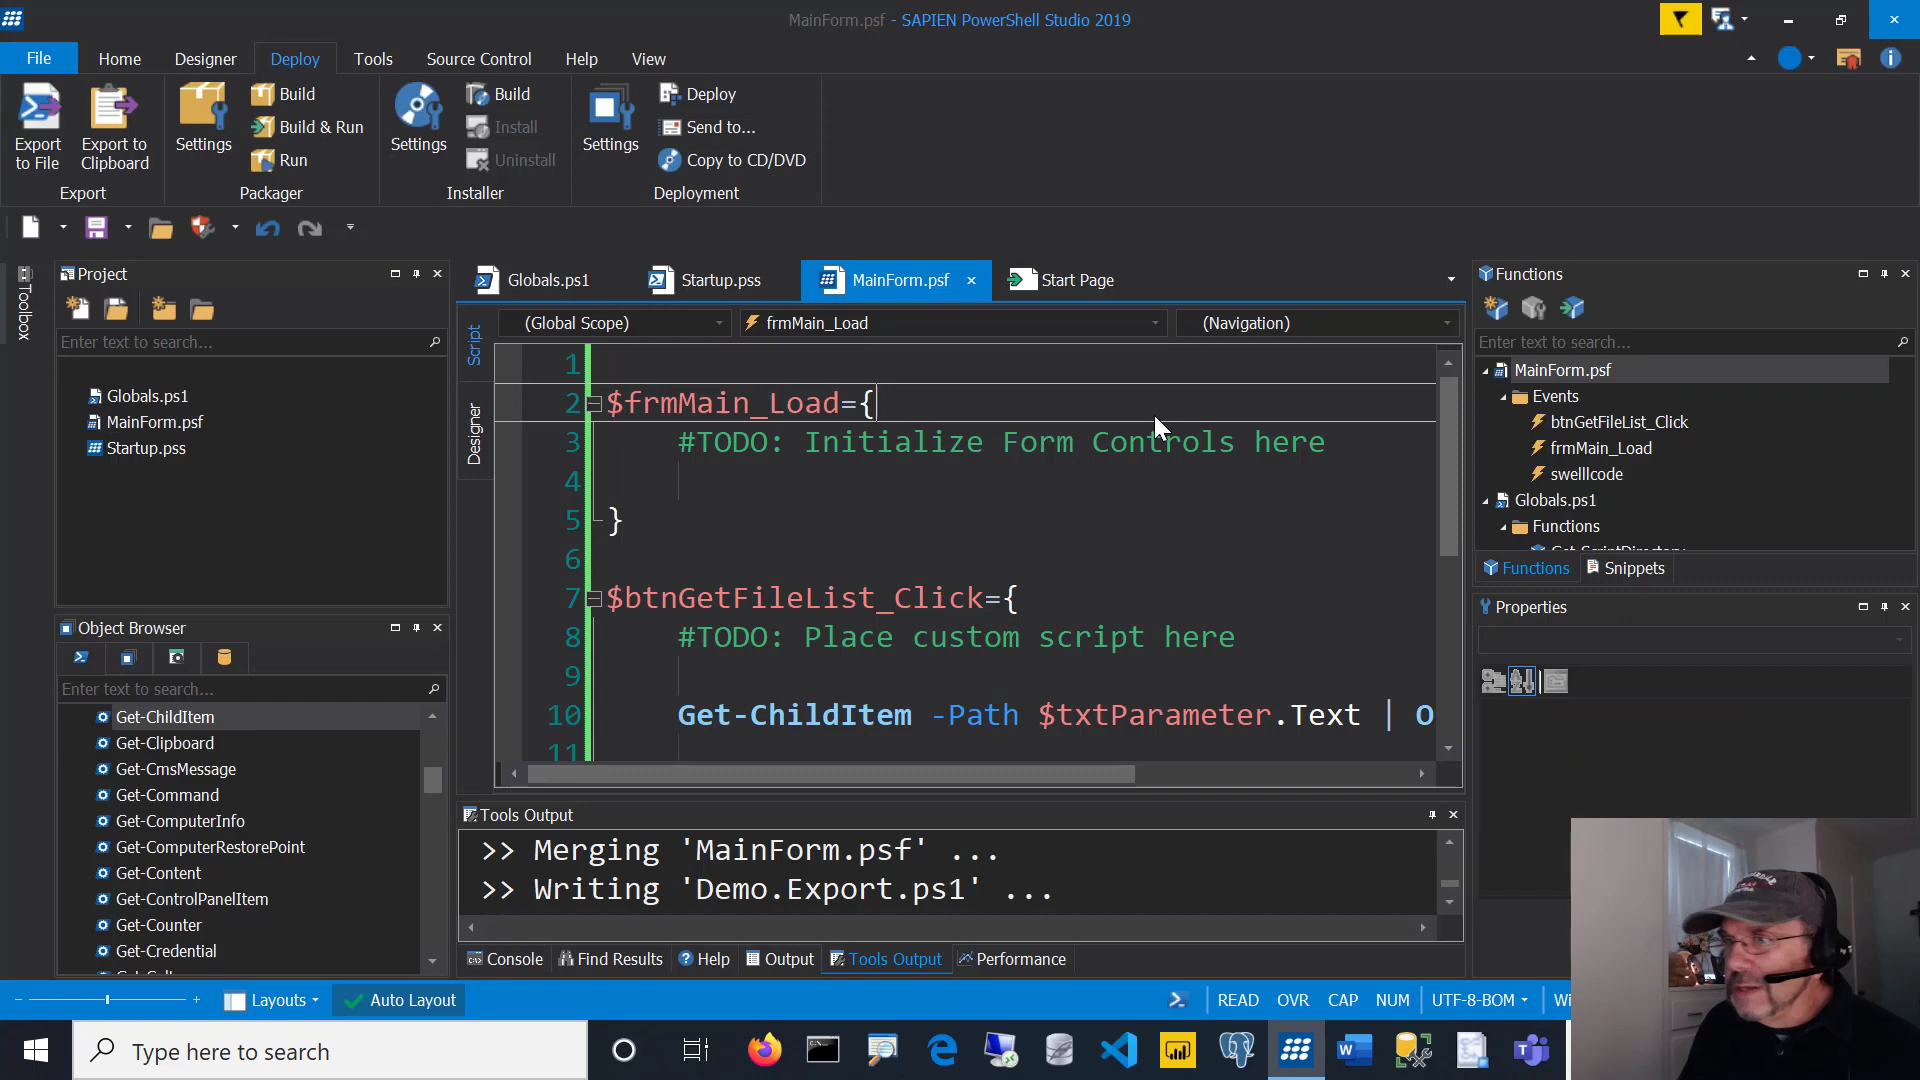 MainForm.psf - SAPIEN PowerShell Studio 2019
File
Home
Designer
Deploy
Tools
Source Control
Help
View
Export to File
Export to Clipboard
Export
Settings
Build
Build & Run
Run
Packager
Settings
Build
Install
Uninstall
Installer
Settings
Deploy
Send to...
Copy to CD/DVD
Deployment
Toolbox
Project
Enter text to search...
Globals.ps1
MainForm.psf
Startup.pss
Object Browser
Enter text to search...
Get-ChildItem
Get-Clipboard
Get-CmsMessage
Get-Command
Get-ComputerInfo
Get-ComputerRestorePoint
Get-Content
Get-ControlPanelItem
Get-Counter
Get-Credential
Globals.ps1
Startup.pss
MainForm.psf
Start Page
Script
Designer
(Global Scope)
frmMain_Load
(Navigation)
1
2 $frmMain_Load={
3 #TODO: Initialize Form Controls here
4
5 }
6
7 $btnGetFileList_Click={
8 #TODO: Place custom script here
9
10 Get-ChildItem -Path $txtParameter.Text | O
11
Tools Output
>> Merging 'MainForm.psf' ...
>> Writing 'Demo.Export.ps1' ...
Console
Find Results
Help
Output
Tools Output
Performance
Functions
Enter text to search...
MainForm.psf
Events
btnGetFileList_Click
frmMain_Load
swellcode
Globals.ps1
Functions
Get-ScriptDirectory
Functions
Snippets
Properties
Layouts
Auto Layout
READ
OVR
CAP
NUM
UTF-8-BOM
Wi
Type here to search